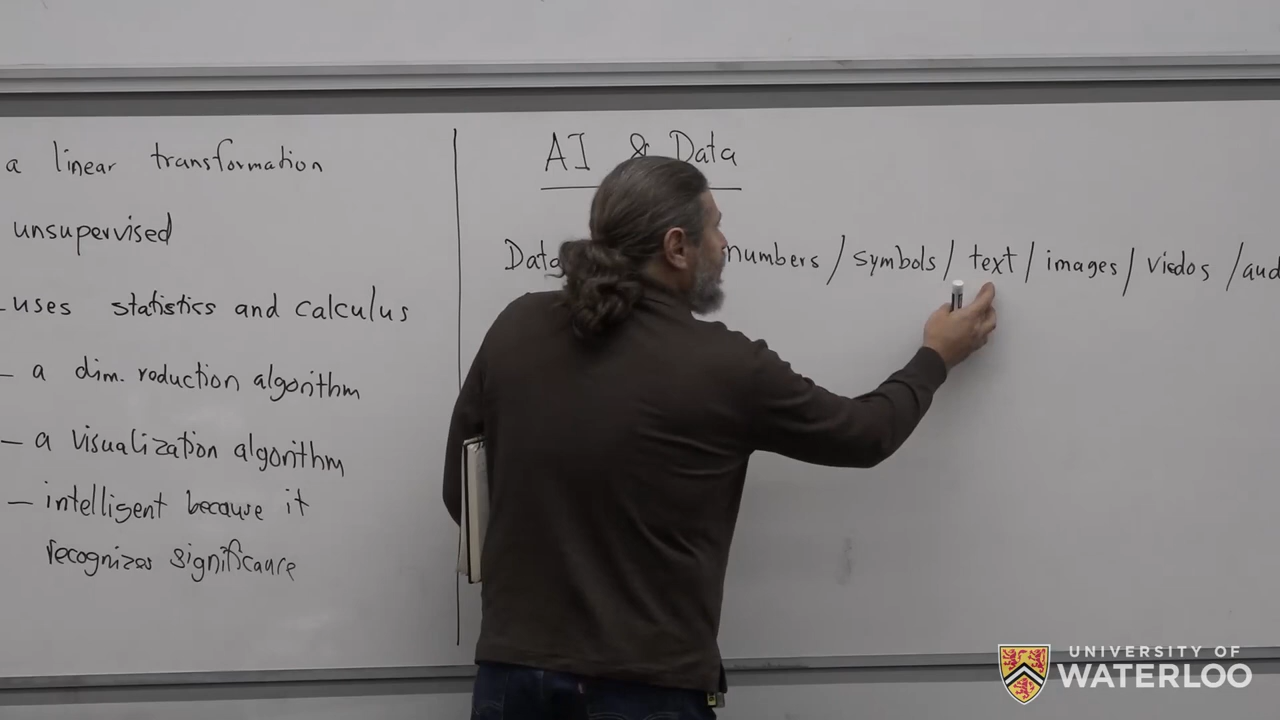 a linear transformation
unsupervised
- uses statistics and calculus
- a dim. reduction algorithm
- a visualization algorithm
- intelligent because it
recognizes significance
AI & Data
Data numbers / symbols / text / images / viedos / aud
UNIVERSITY OF
WATERLOO